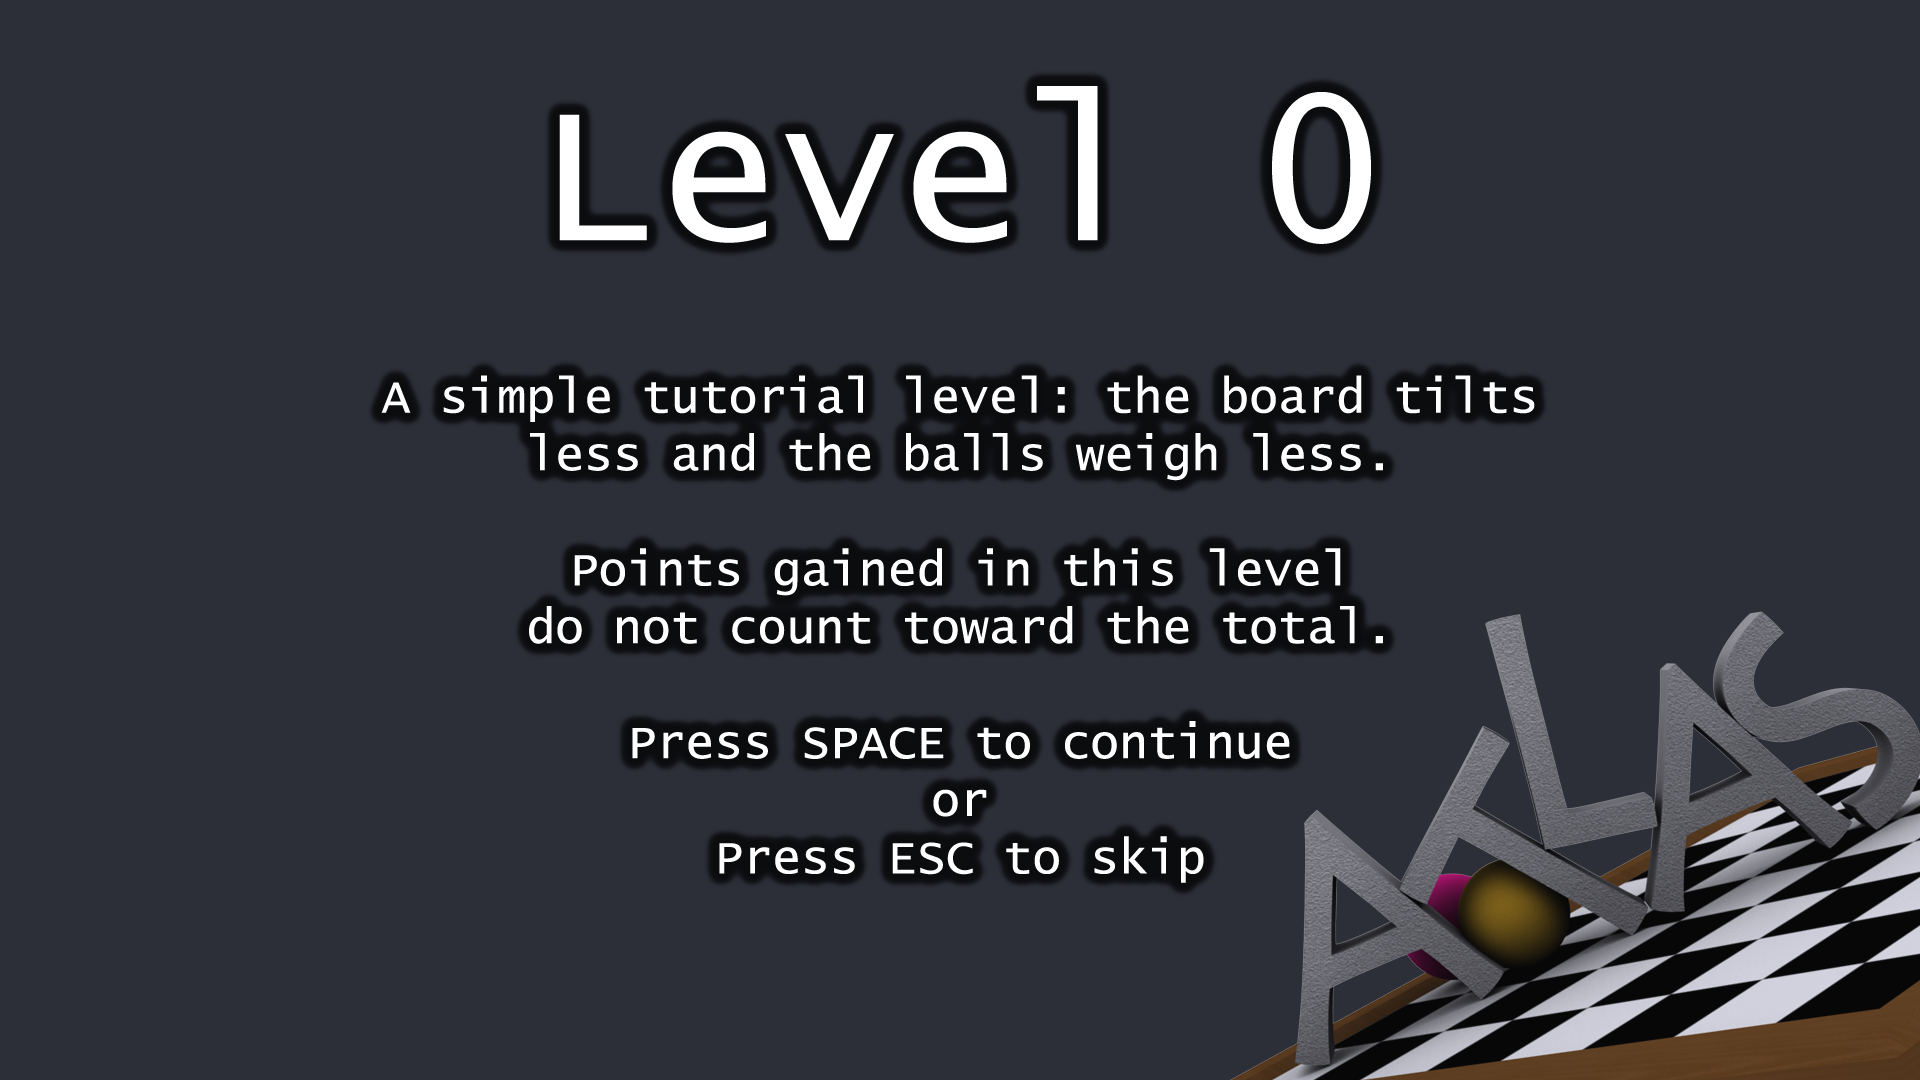 Level 0
A simple tutorial level: the board tilts
less and the balls weigh less.
Points gained in this level
do not count toward the total.
Press SPACE to continue
or
Press ESC to skip
ATLAS